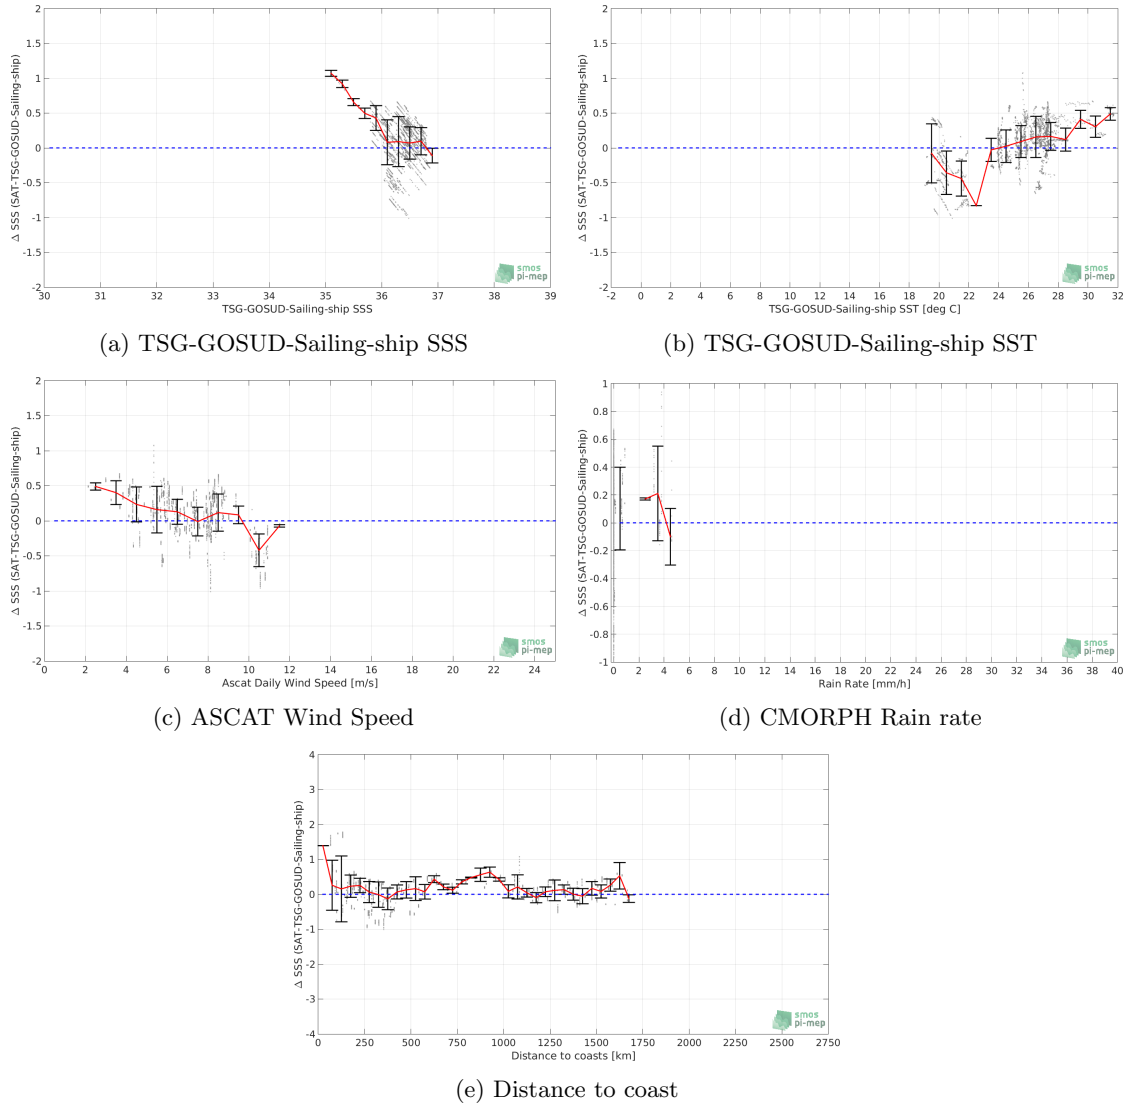 2
1.5
1
0.5
0
-0.5
-1
-1.5
-2
Δ SSS (SAT-TSG-GOSUD-Sailing-ship)
30 31 32 33 34 35 36 37 38 39
TSG-GOSUD-Sailing-ship SSS
smos
pi-mep
(a) TSG-GOSUD-Sailing-ship SSS
2
1.5
1
0.5
0
-0.5
-1
-1.5
-2
Δ SSS (SAT-TSG-GOSUD-Sailing-ship)
-2 0 2 4 6 8 10 12 14 16 18 20 22 24 26 28 30 32
TSG-GOSUD-Sailing-ship SST [deg C]
smos
pi-mep
(b) TSG-GOSUD-Sailing-ship SST
2
1.5
1
0.5
0
-0.5
-1
-1.5
-2
Δ SSS (SAT-TSG-GOSUD-Sailing-ship)
0 2 4 6 8 10 12 14 16 18 20 22 24
Ascat Daily Wind Speed [m/s]
smos
pi-mep
(c) ASCAT Wind Speed
1
0.8
0.6
0.4
0.2
0
-0.2
-0.4
-0.6
-0.8
-1
Δ SSS (SAT-TSG-GOSUD-Sailing-ship)
0 2 4 6 8 10 12 14 16 18 20 22 24 26 28 30 32 34 36 38 40
Rain Rate [mm/h]
smos
pi-mep
(d) CMORPH Rain rate
4
3
2
1
0
-1
-2
-3
-4
Δ SSS (SAT-TSG-GOSUD-Sailing-ship)
0 250 500 750 1000 1250 1500 1750 2000 2250 2500 2750
Distance to coasts [km]
smos
pi-mep
(e) Distance to coast